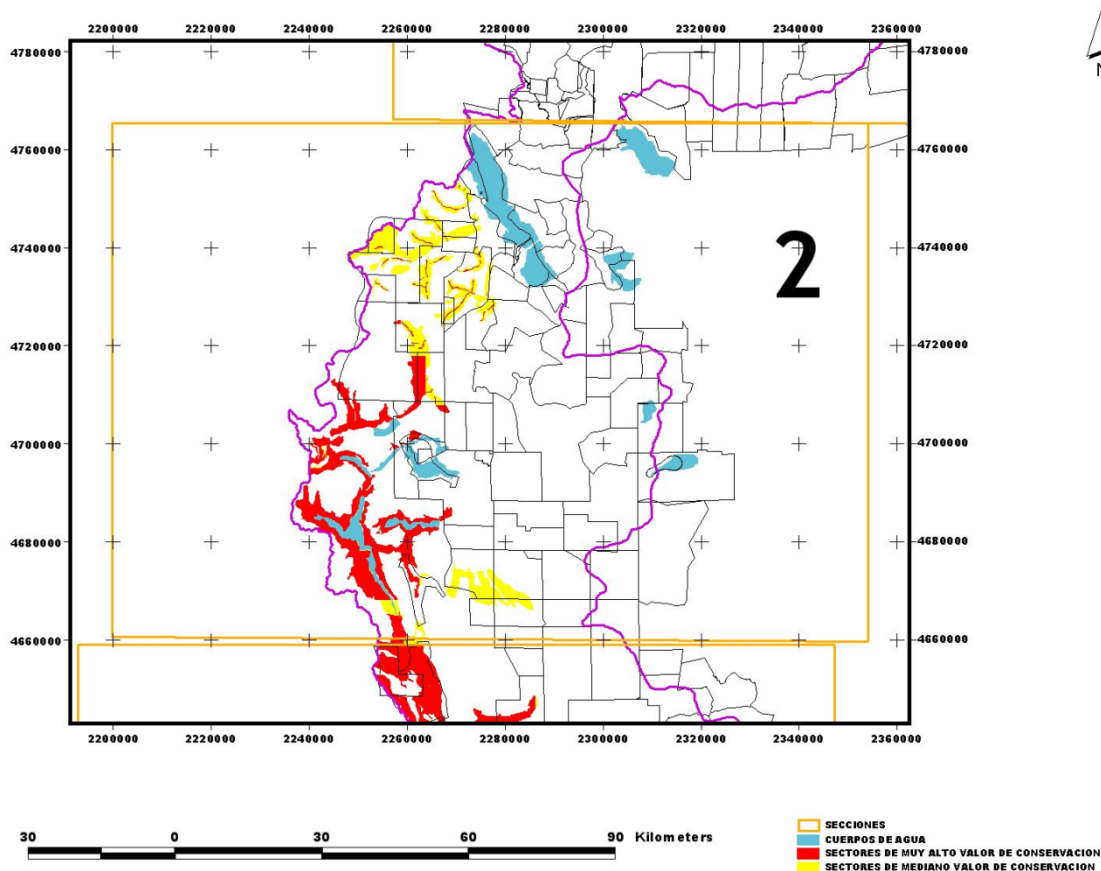 2200000 2220000 2240000 2260000 2280000 2300000 2320000 2340000 2360000
4780000 4780000
N
4760000 4760000
4740000 4740000
2
4720000 4720000
4700000 4700000
4680000 4680000
4660000 4660000
2200000 2220000 2240000 2260000 2280000 2300000 2320000 2340000 2360000
30 0 30 60 90 Kilometers
SECCIONES
CUERPOS DE AGUA
SECTORES DE MUY ALTO VALOR DE CONSERVACION
SECTORES DE MEDIANO VALOR DE CONSERVACION